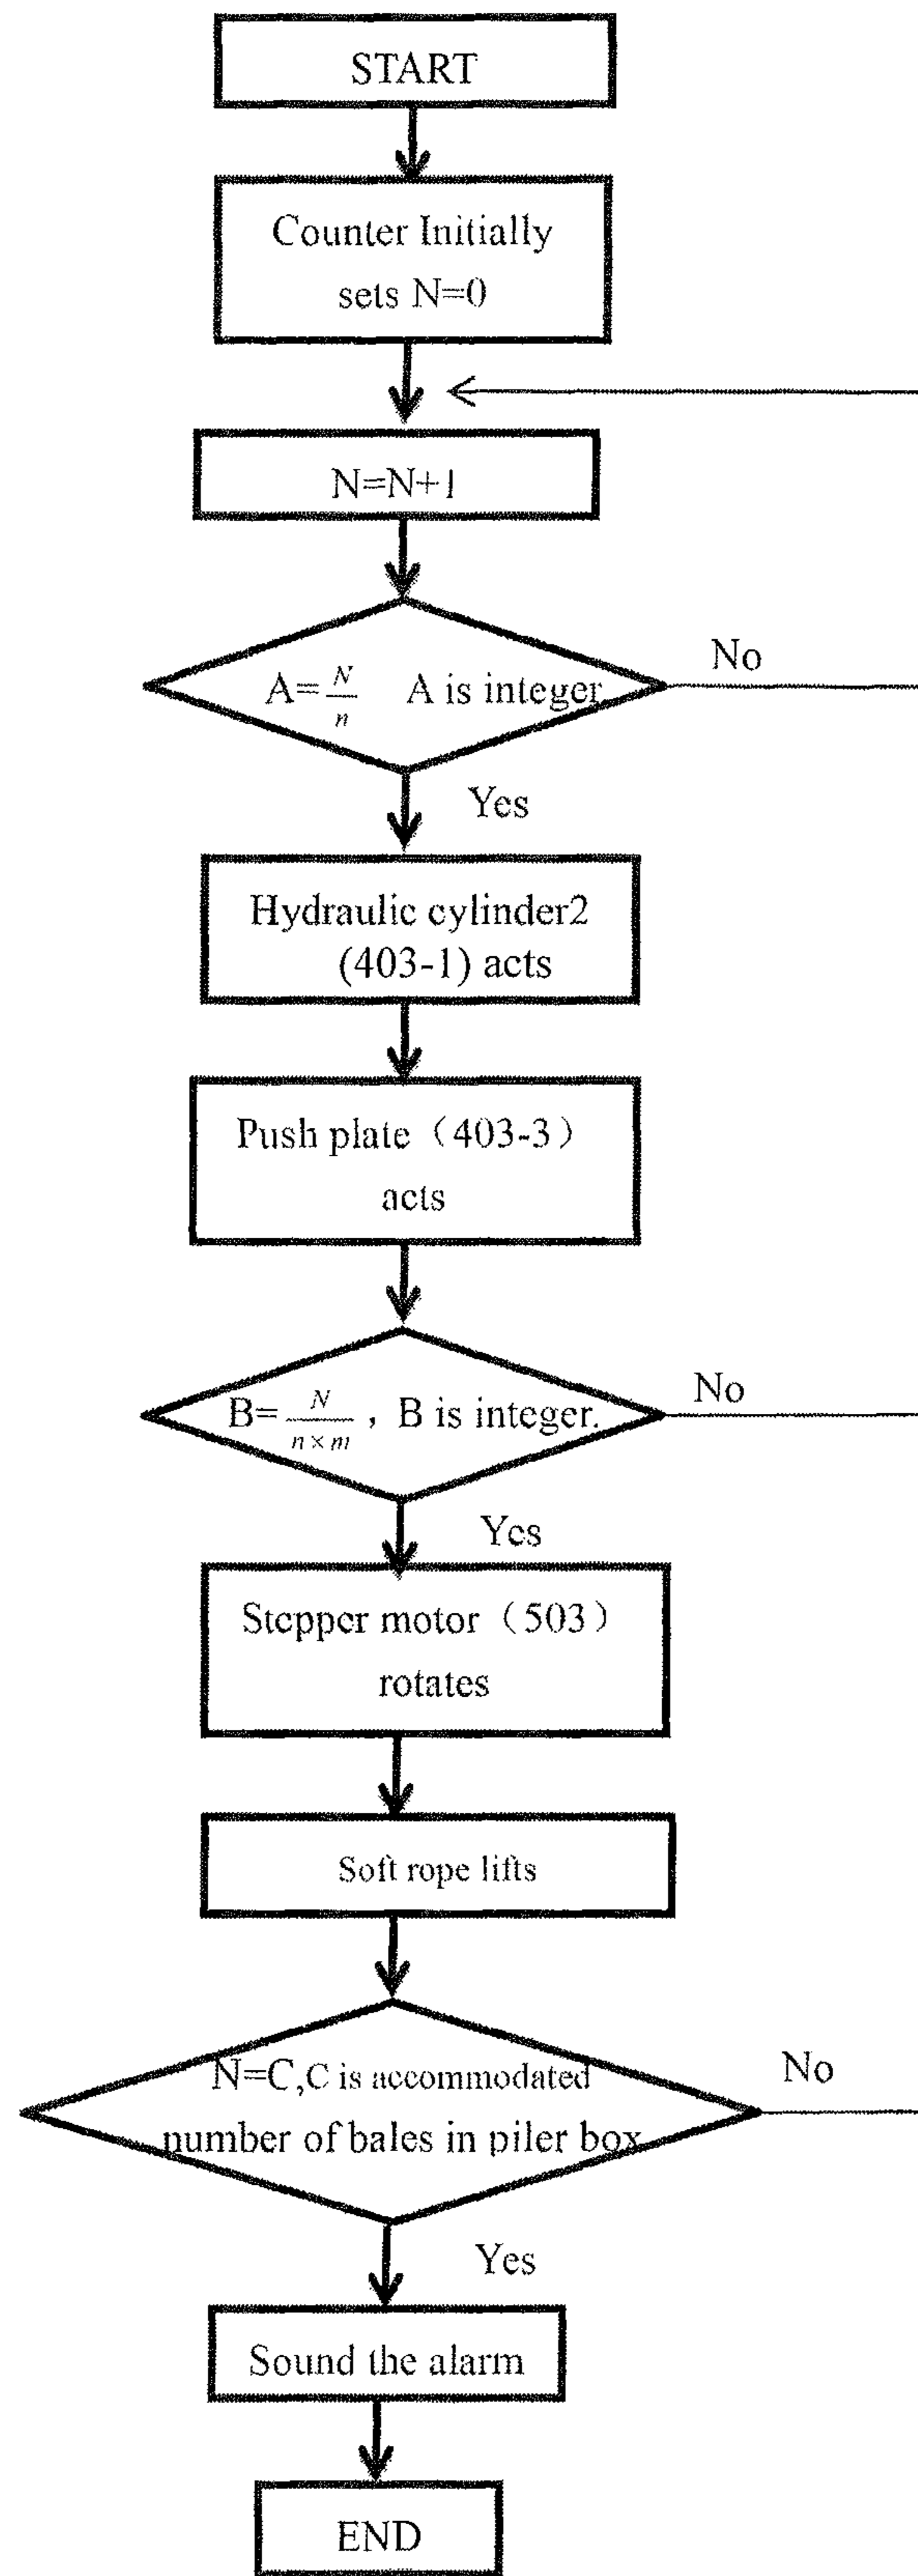 START
Counter Initially
sets N=0
N=N+1
A=N/n A is integer
No
Yes
Hydraulic cylinder2
(403-1) acts
Push plate（403-3）
acts
B=N/n×m , B is integer.
No
Yes
Stepper motor（503）
rotates
Soft rope lifts
N=C,C is accommodated
number of bales in piler box
No
Yes
Sound the alarm
END